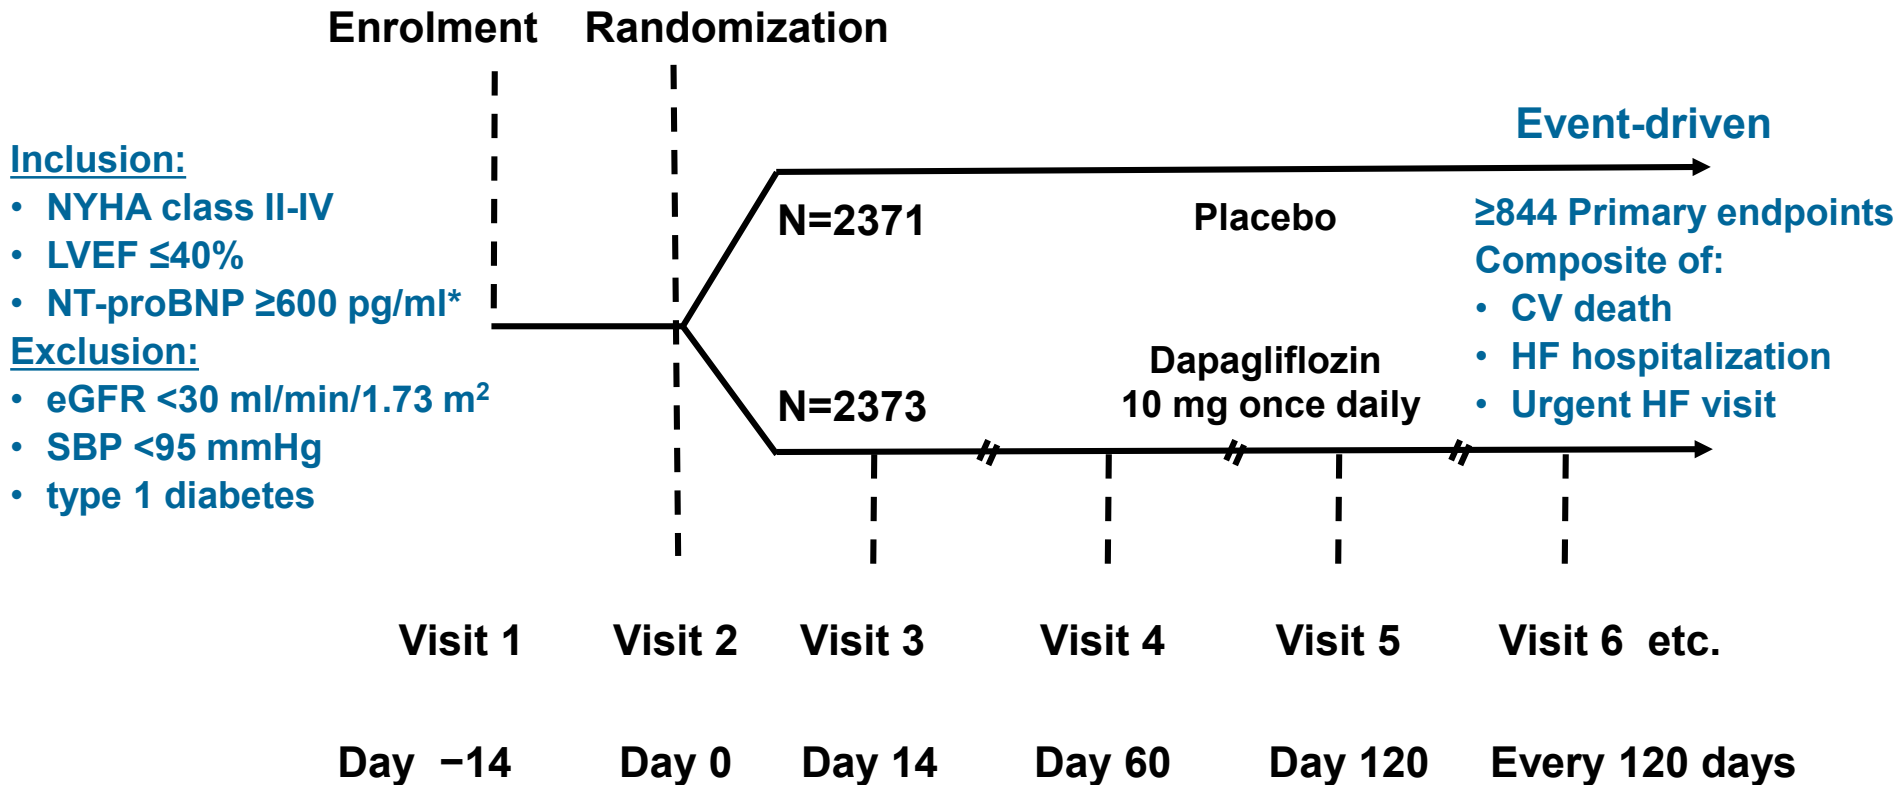 Enrolment Randomization
Inclusion:
• NYHA class II-IV
• LVEF ≤40%
• NT-proBNP ≥600 pg/ml*
Exclusion:
• eGFR <30 ml/min/1.73 m²
• SBP <95 mmHg
• type 1 diabetes
N=2371
Placebo
N=2373
Dapagliflozin
10 mg once daily
Event-driven
≥844 Primary endpoints
Composite of:
• CV death
• HF hospitalization
• Urgent HF visit
Visit 1 Visit 2 Visit 3 Visit 4 Visit 5 Visit 6 etc.
Day −14 Day 0 Day 14 Day 60 Day 120 Every 120 days